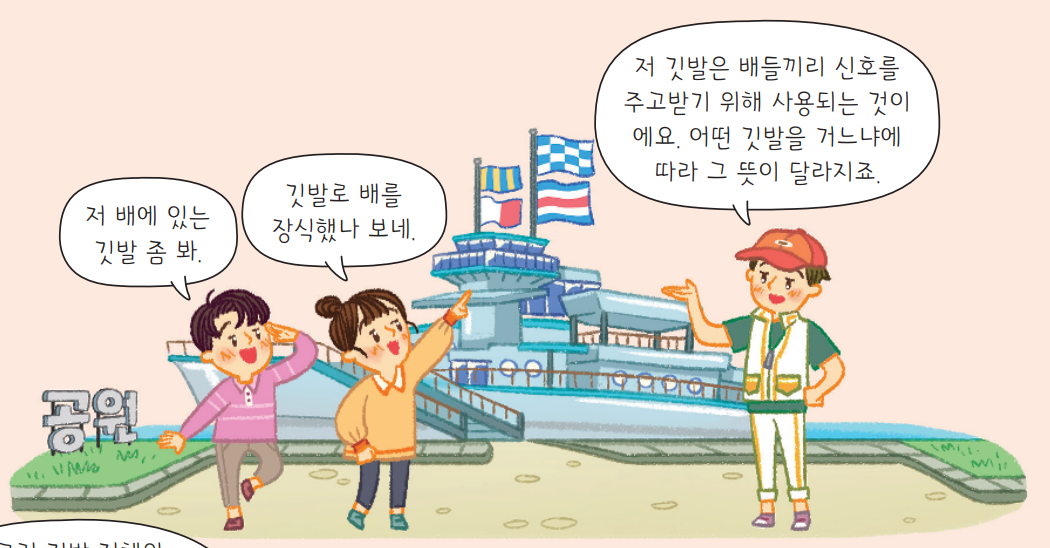 저 깃발은 배들끼리 신호를
주고받기 위해 사용되는 것이
에요. 어떤 깃발을 거느냐에
따라 그 뜻이 달라지죠.
깃발로 배를
장식했나 보네.
저 배에 있는
깃발 좀 봐.
공원